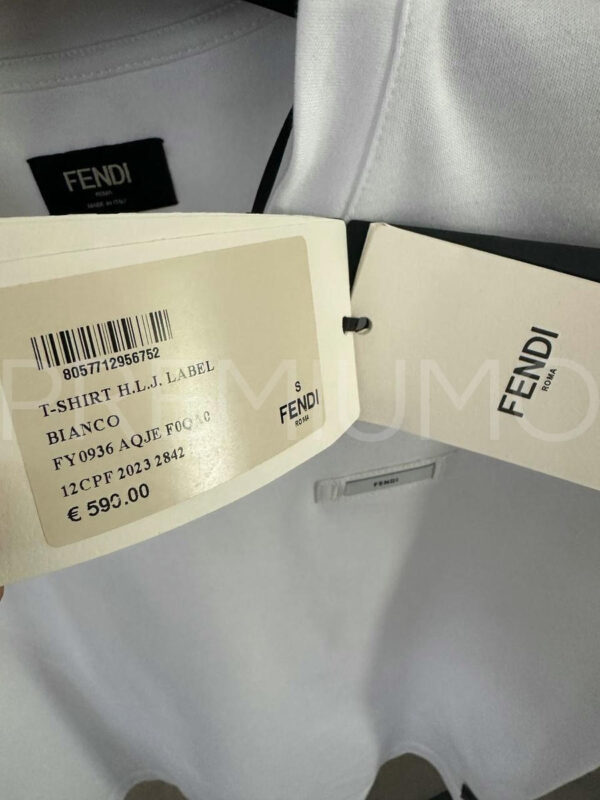 FENDI
ROMA
MADE IN ITALY
8057712956752
T-SHIRT H.L.J. LABEL
BIANCO
FY0936 AQJE F0QA0
12CPF 2023 2842
€ 590.00
S
FENDI
ROMA
FENDI
ROMA
FENDI
PREMIUMO